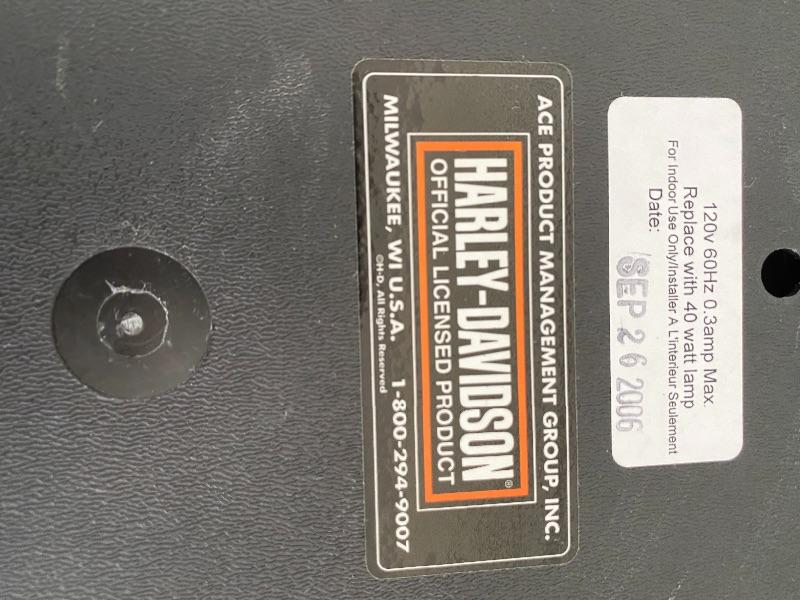 ACE PRODUCT MANAGEMENT GROUP, INC.
HARLEY-DAVIDSON®
OFFICIAL LICENSED PRODUCT
MILWAUKEE, WI U.S.A. 1-800-294-9007
©H-D, All Rights Reserved
120v 60Hz 0.3amp Max.
Replace with 40 watt lamp
For Indoor Use Only/Installer A L'Interieur Seulement
Date: SEP 26 2006